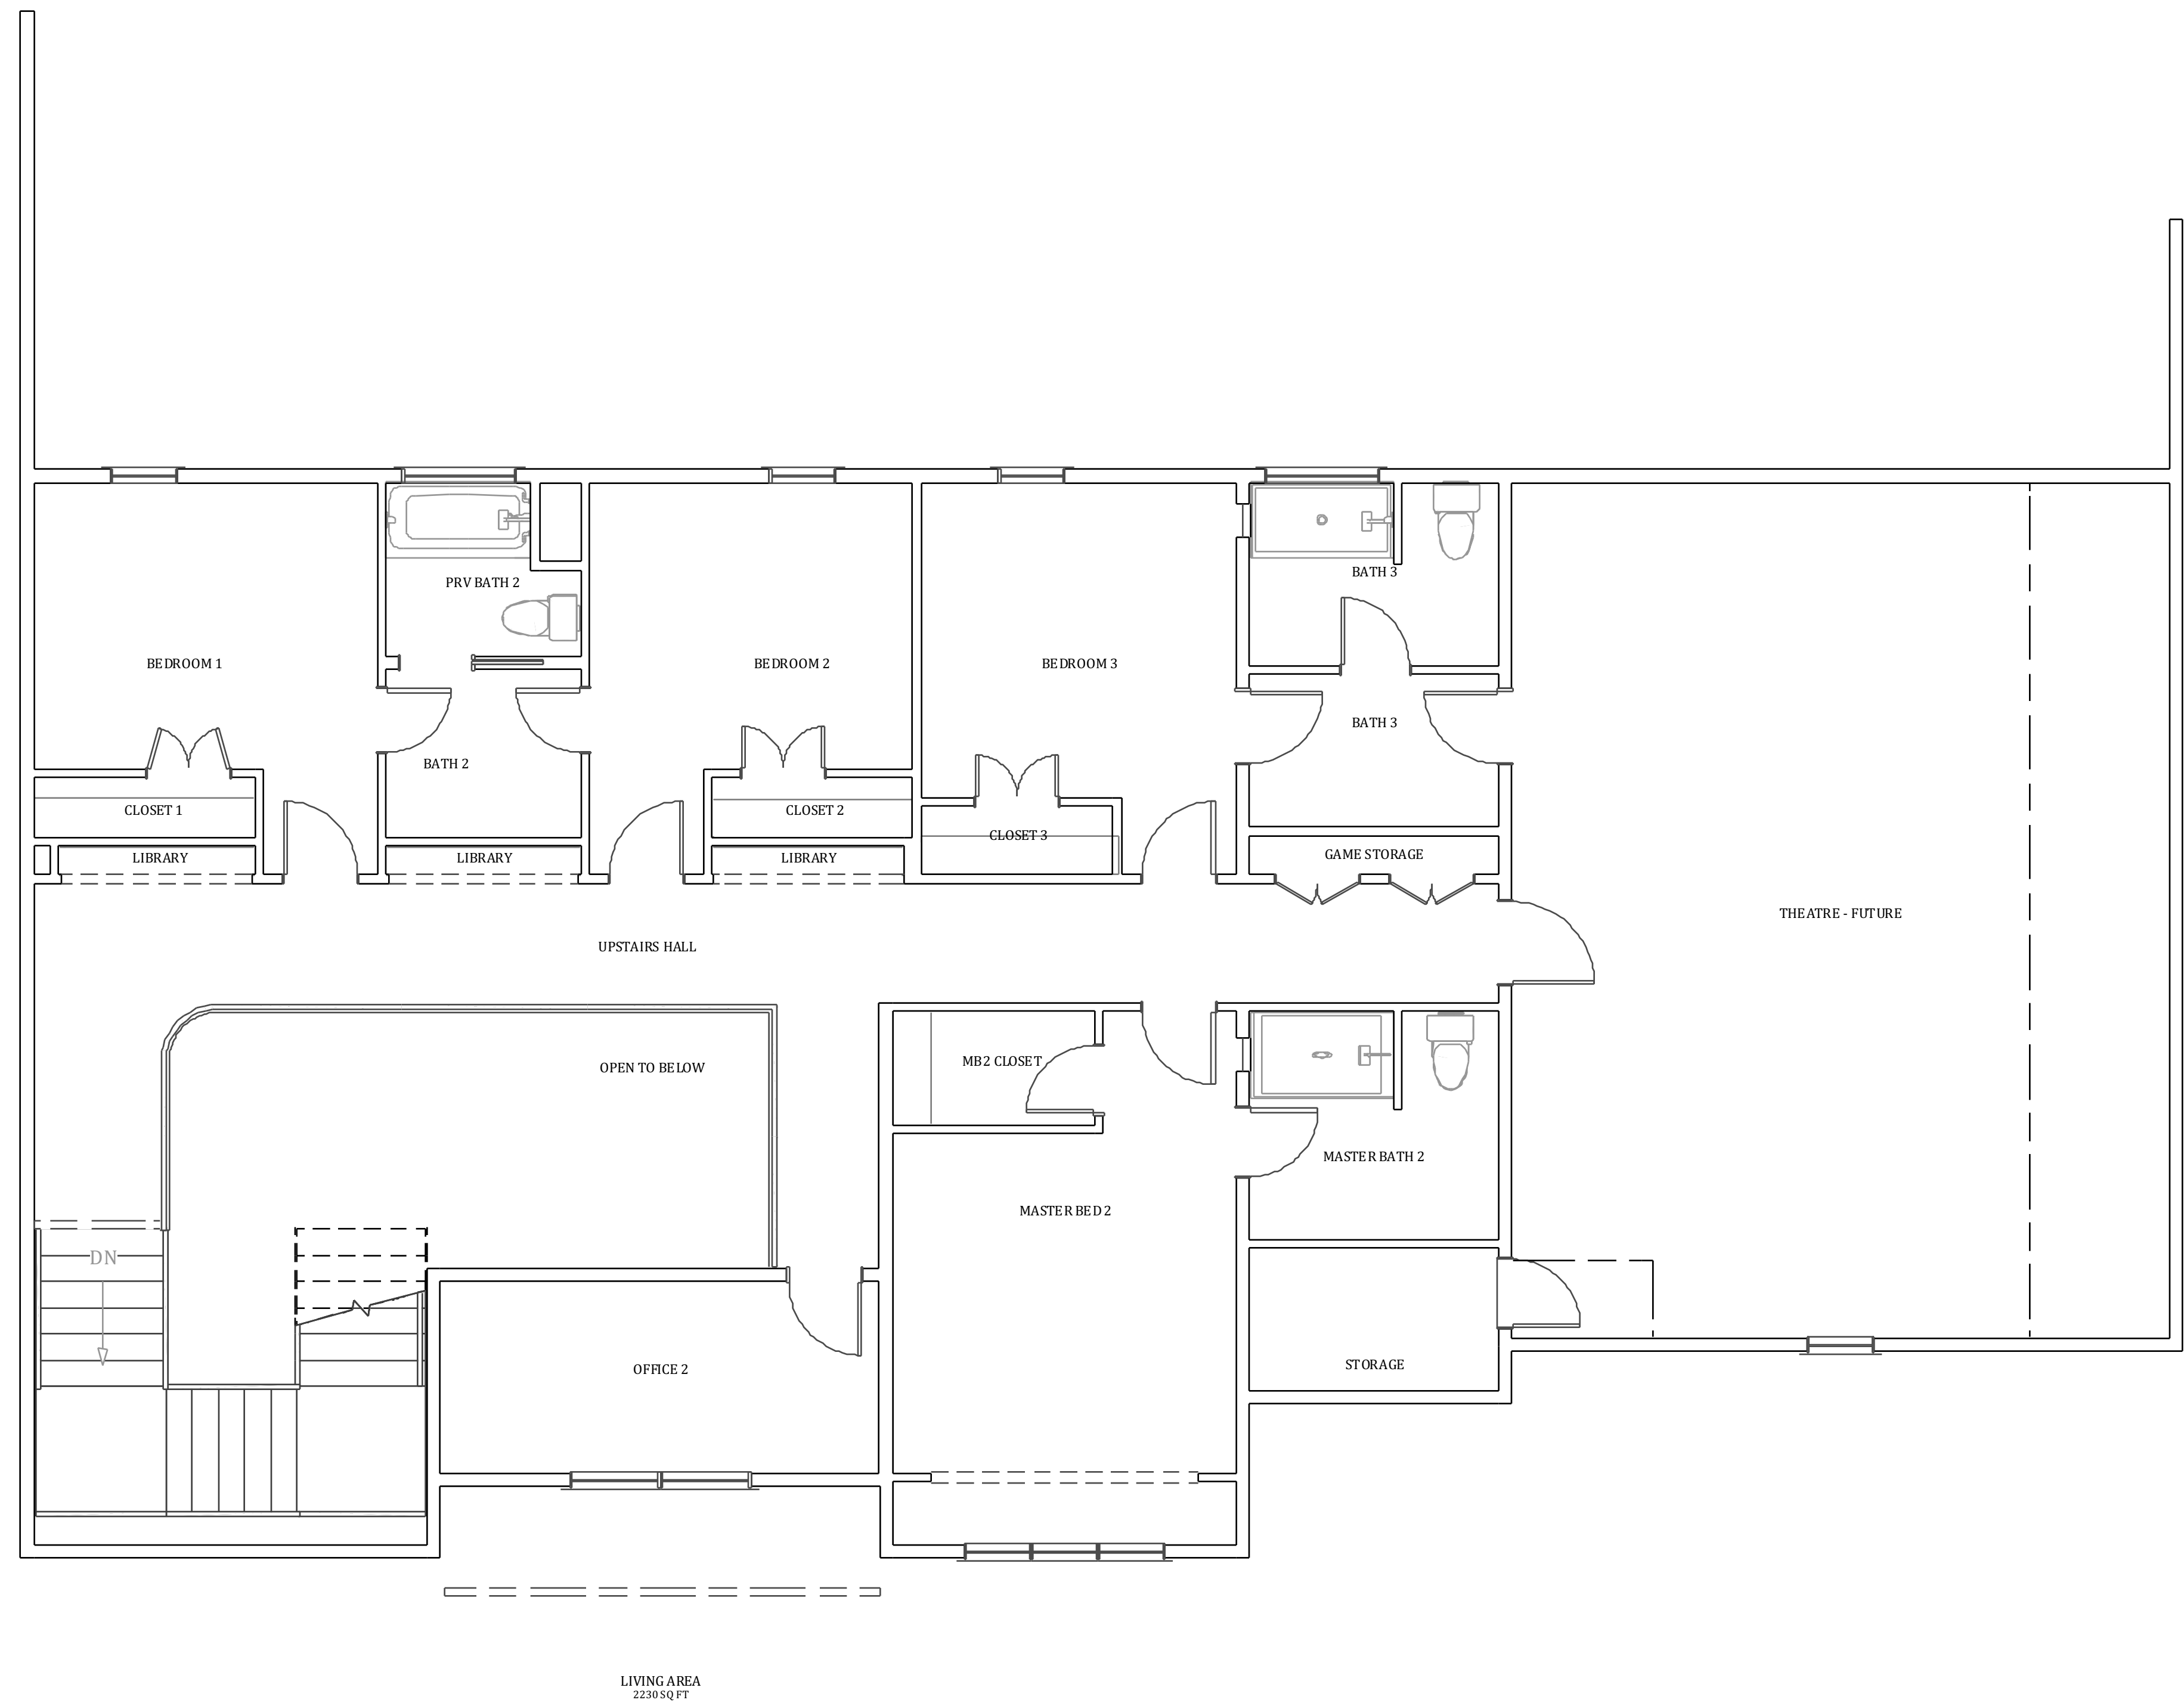 BATH 3
PRV BATH 2
BEDROOM 1
BEDROOM 2
BEDROOM 3
BATH 3
BATH 2
CLOSET 1
CLOSET 2
CLOSET 3
LIBRARY
LIBRARY
LIBRARY
GAME STORAGE
THEATRE - FUTURE
UPSTAIRS HALL
OPEN TO BELOW
MB2 CLOSET
MASTER BATH 2
MASTER BED 2
DN
OFFICE 2
STORAGE
LIVING AREA
2230 SQ FT